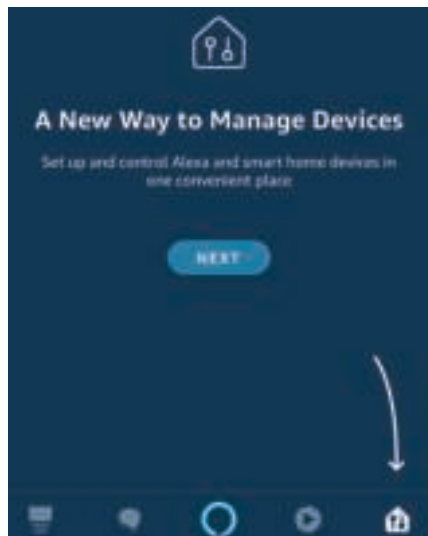 A New Way to Manage Devices
Set up and control Alexa and smart home devices in
one convenient place
NEXT